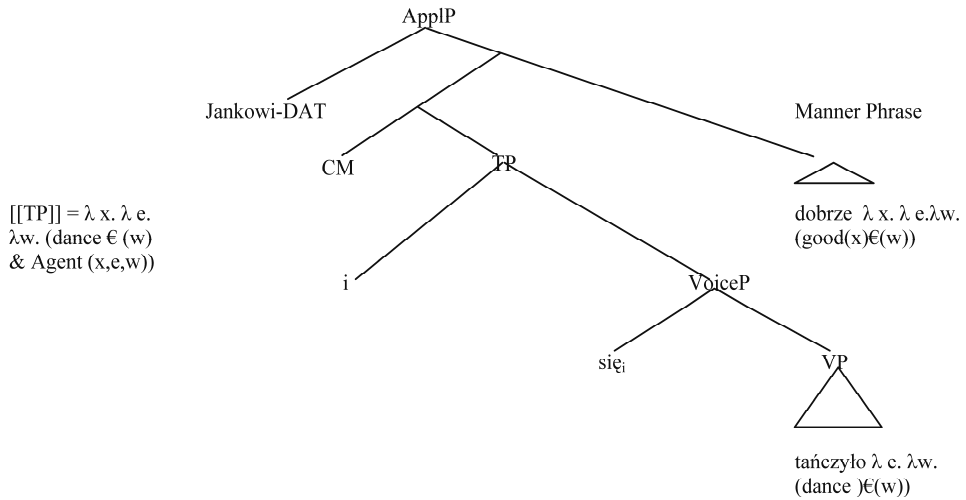 ApplP
Jankowi-DAT
Manner Phrase
CM
TP
[[TP]] = λ x. λ e.
λw. (dance € (w)
& Agent (x,e,w))
dobrze λ x. λ e.λw.
(good(x)€(w))
i
VoiceP
sięᵢ
VP
tańczyło λ c. λw.
(dance )€(w))